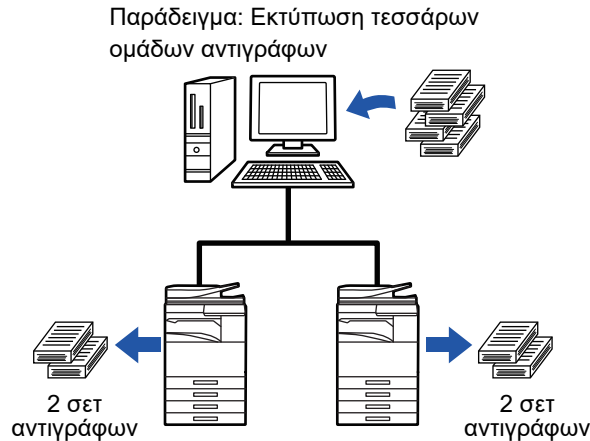 Παράδειγμα: Εκτύπωση τεσσάρων
ομάδων αντιγράφων
2 σετ
αντιγράφων
2 σετ
αντιγράφων